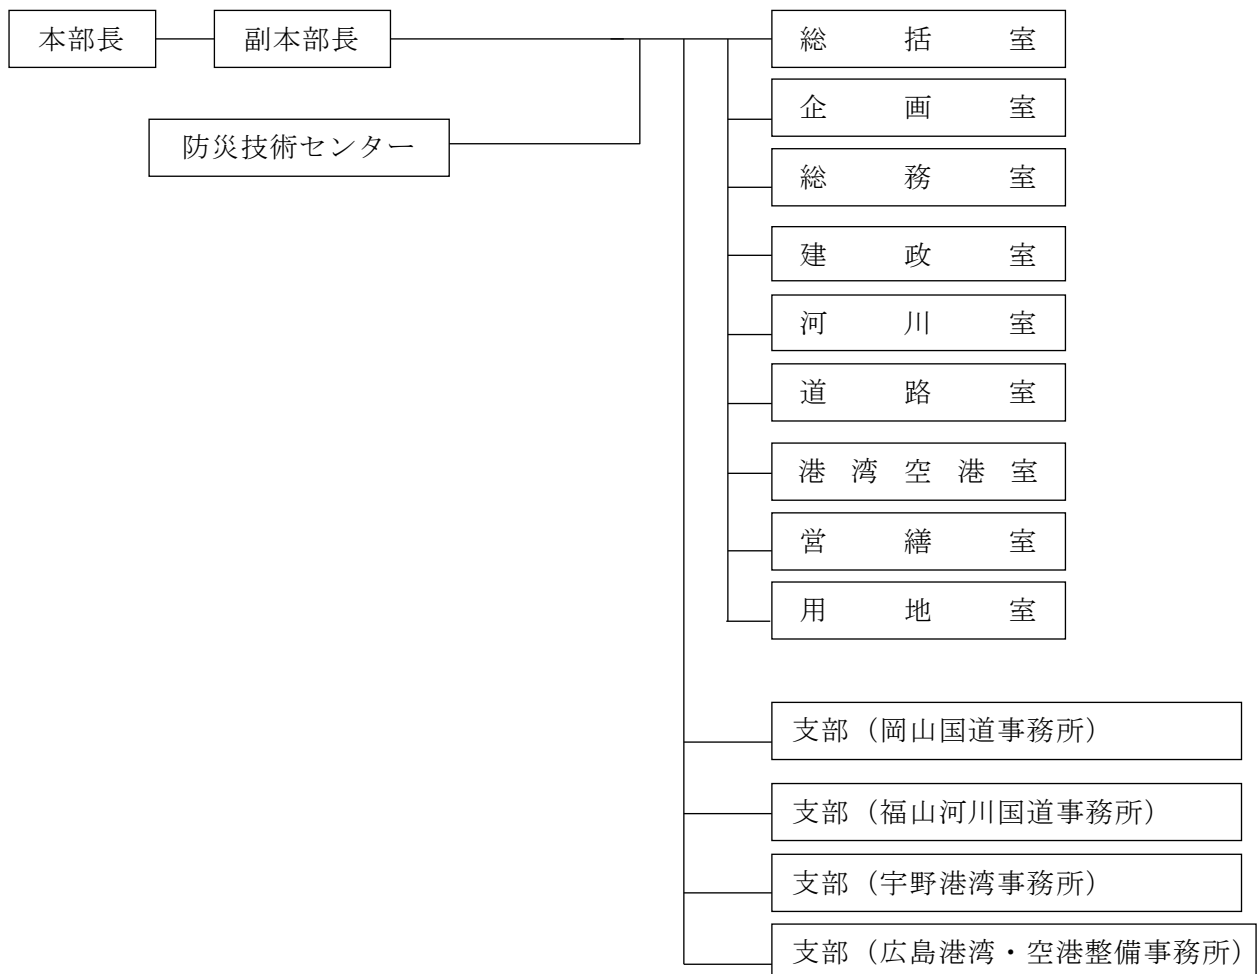 本部長
副本部長
防災技術センター
総括室
企画室
総務室
建政室
河川室
道路室
港湾空港室
営繕室
用地室
支部（岡山国道事務所）
支部（福山河川国道事務所）
支部（宇野港湾事務所）
支部（広島港湾・空港整備事務所）